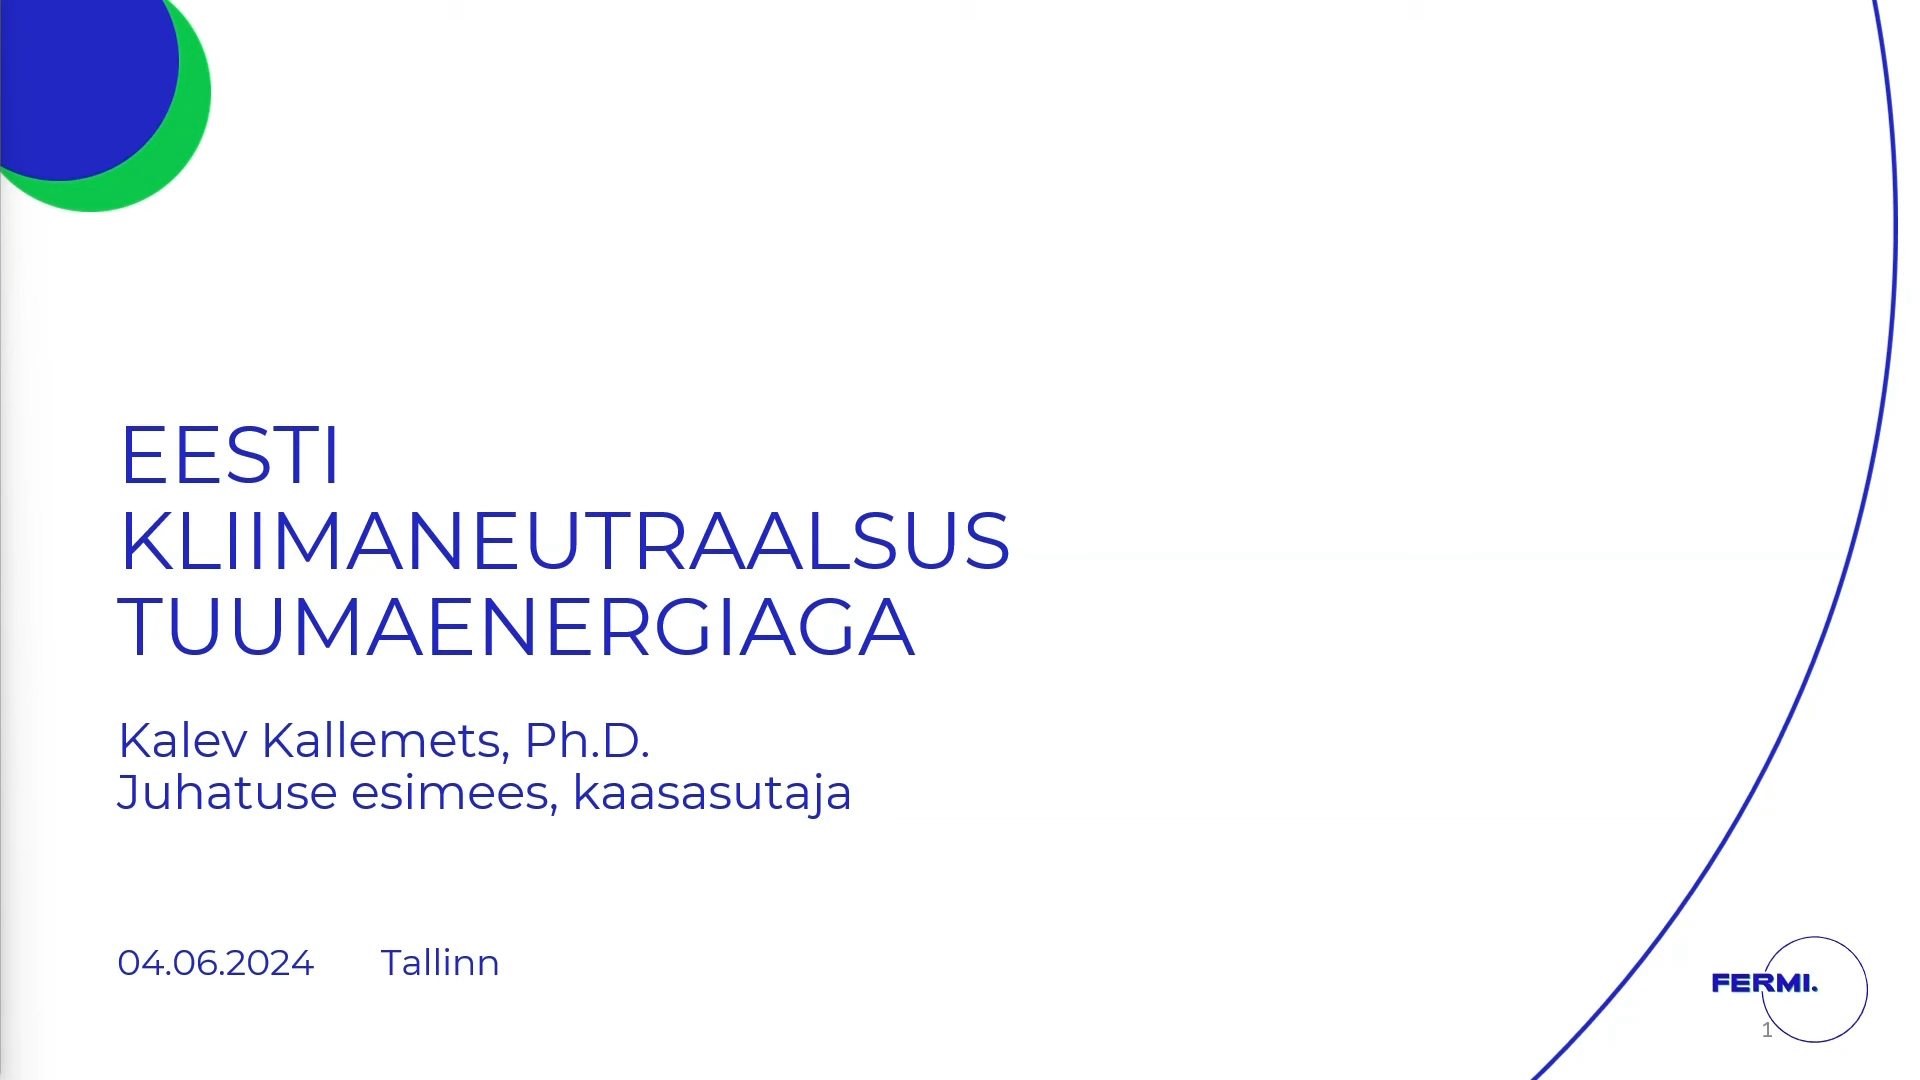 EESTI
KLIIMANEUTRAALSUS
TUUMAENERGIAGA
Kalev Kallemets, Ph.D.
Juhatuse esimees, kaasasutaja
04.06.2024 Tallinn
FERMI.
1